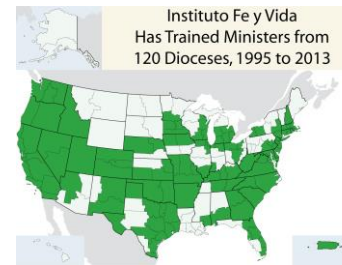 Instituto Fe y Vida
Has Trained Ministers from
120 Dioceses, 1995 to 2013